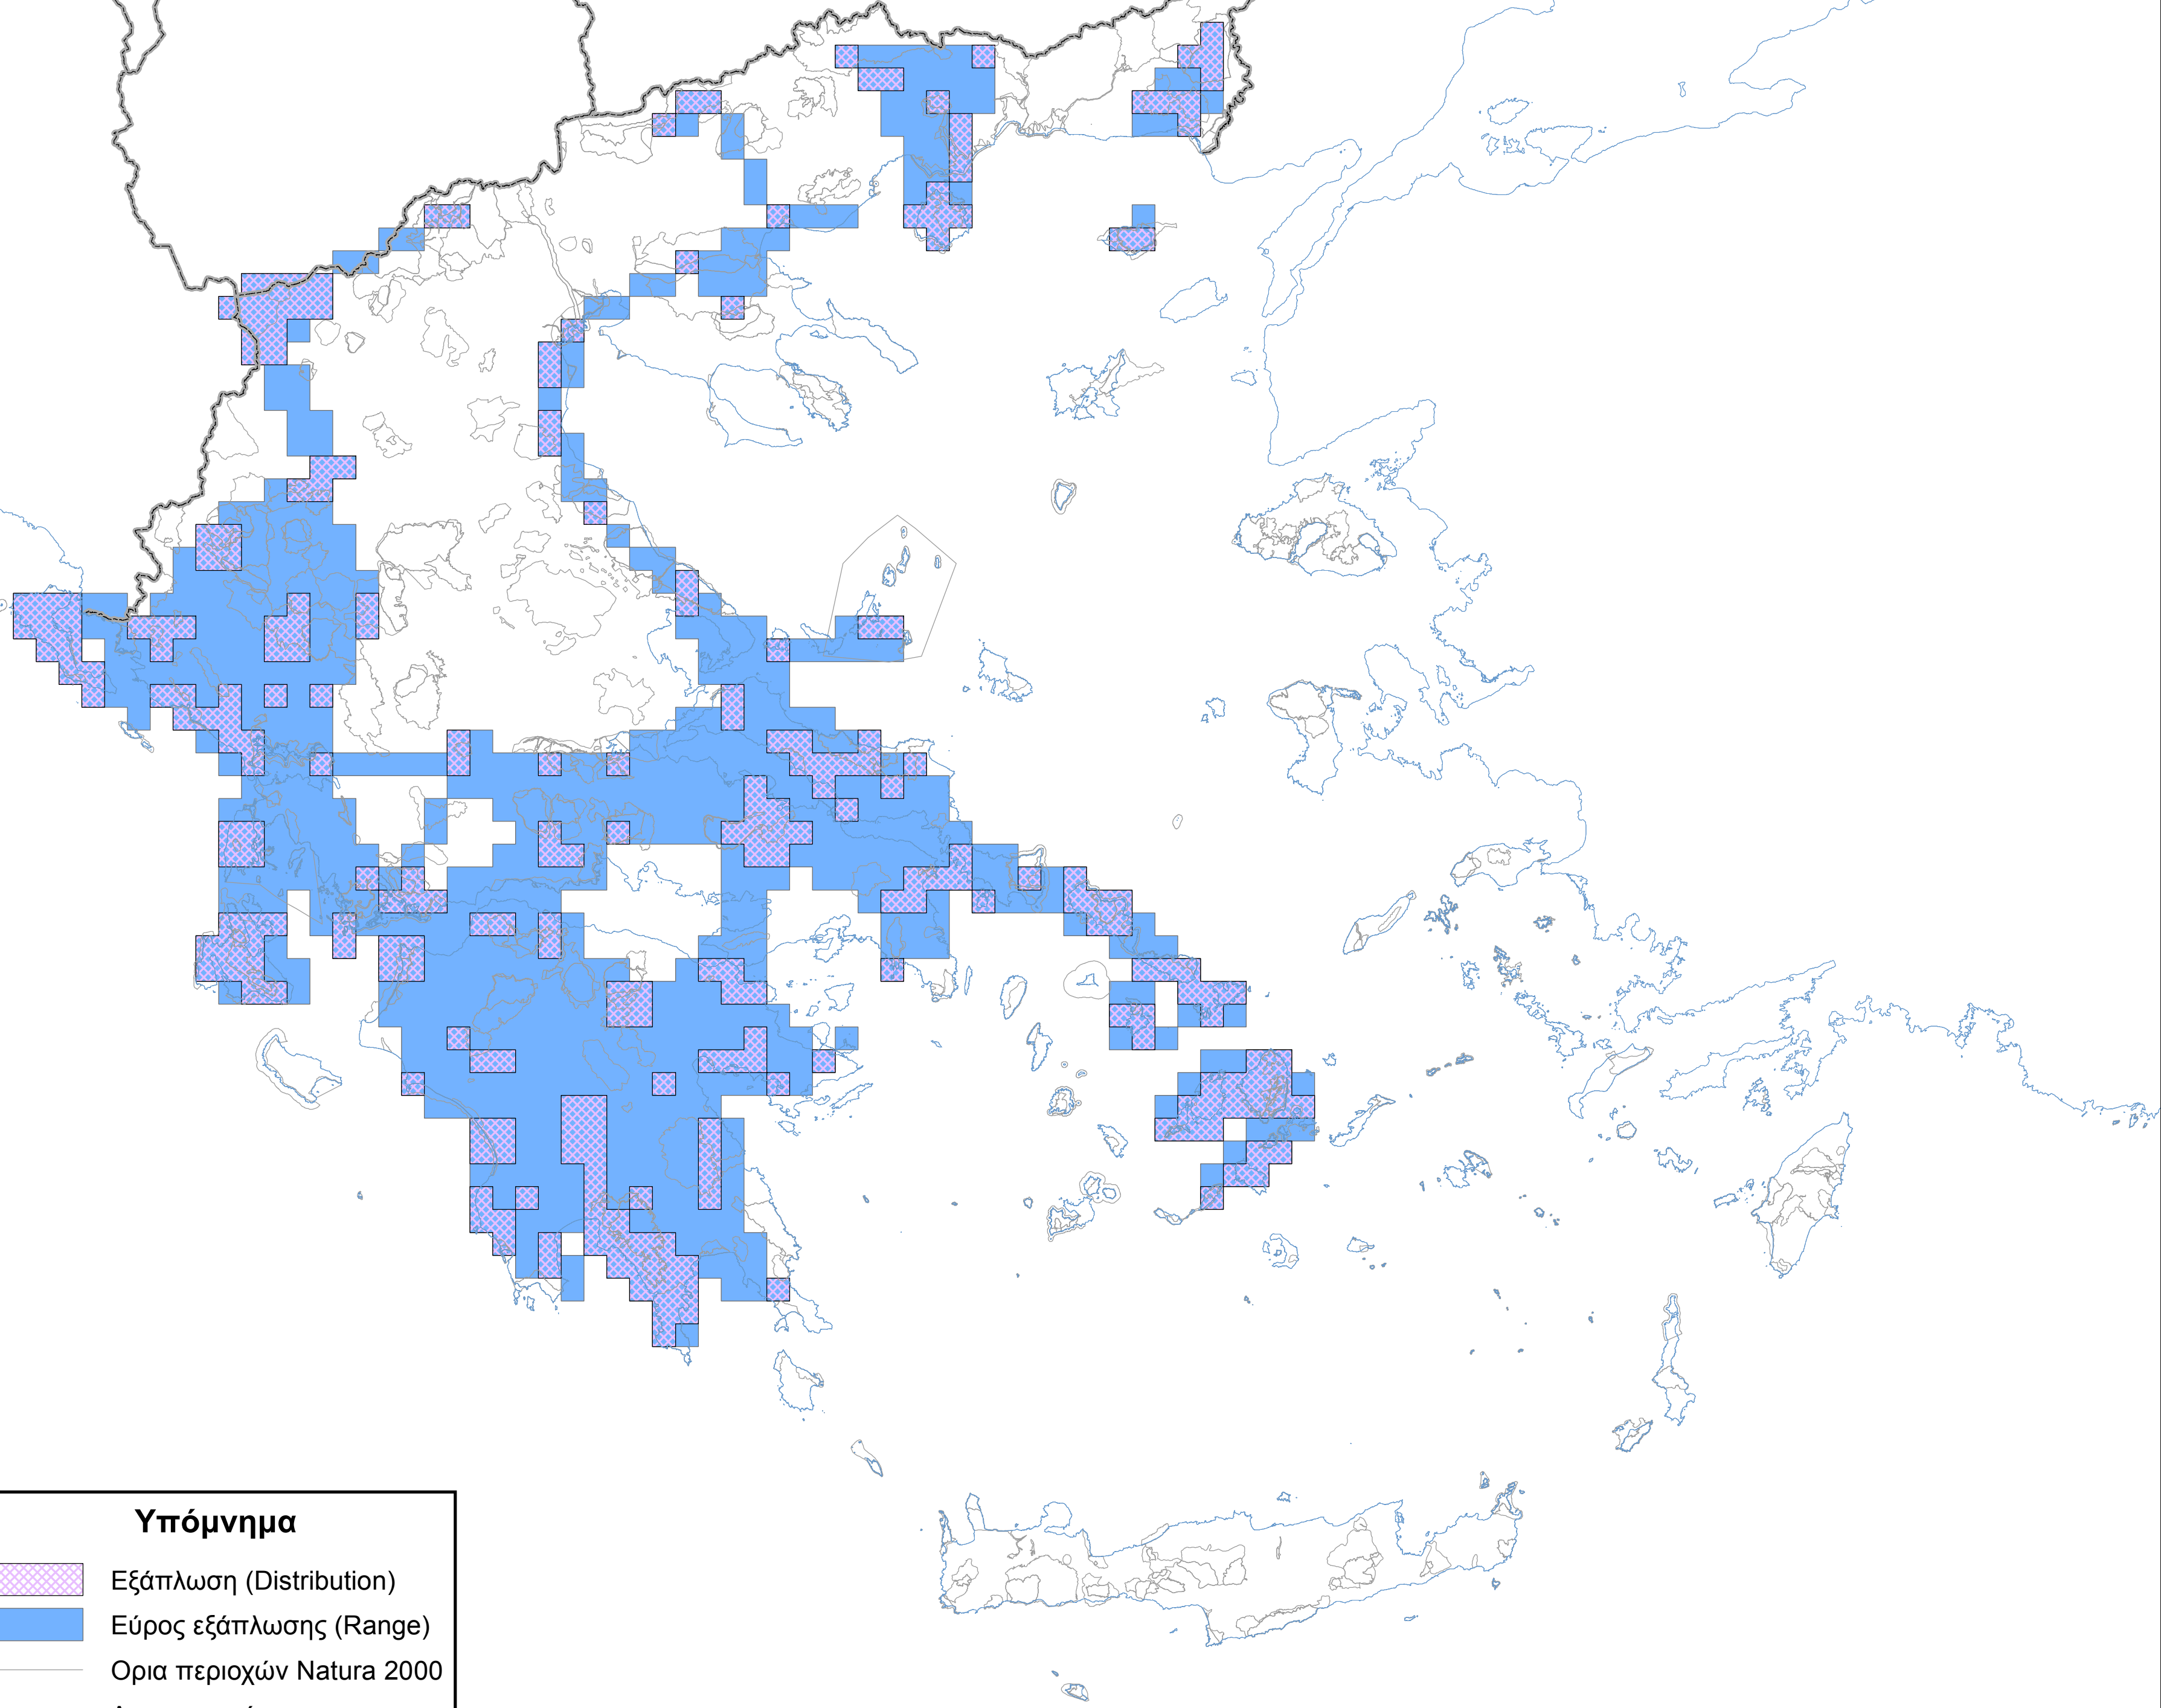 Υπόμνημα
Εξάπλωση (Distribution)
Εύρος εξάπλωσης (Range)
Ορια περιοχών Natura 2000